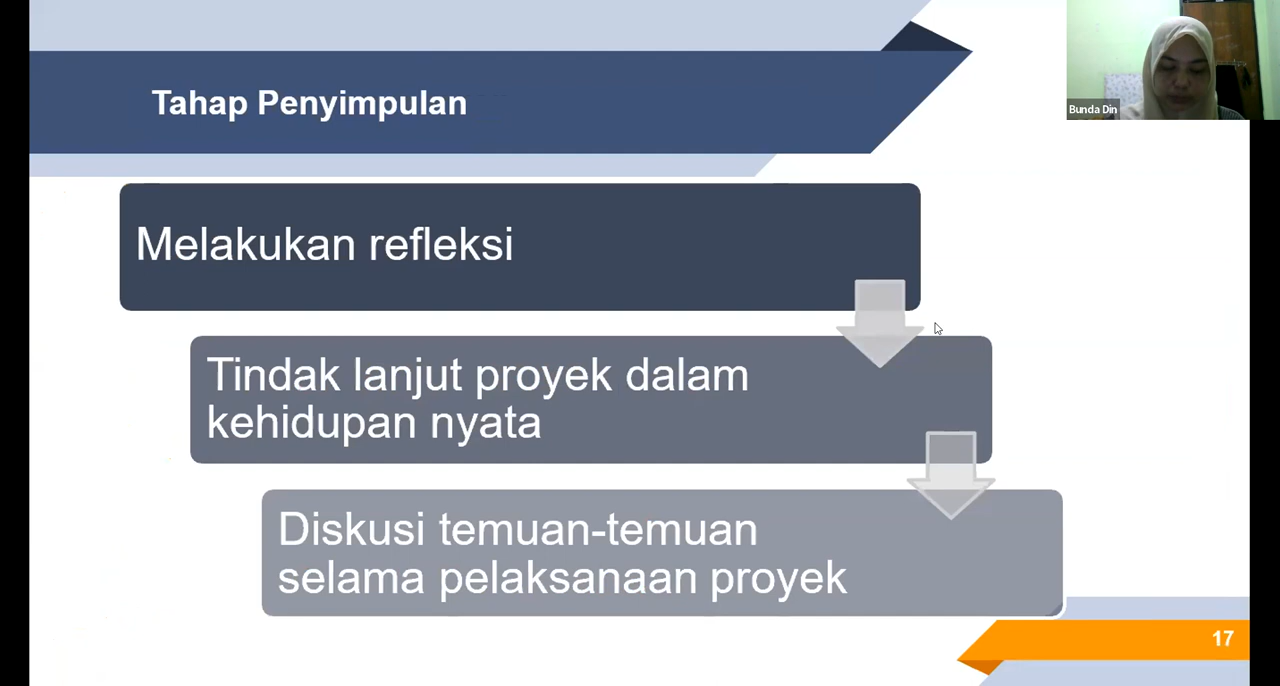 Tahap Penyimpulan
Bunda Din
Melakukan refleksi
Tindak lanjut proyek dalam
kehidupan nyata
Diskusi temuan-temuan
selama pelaksanaan proyek
17